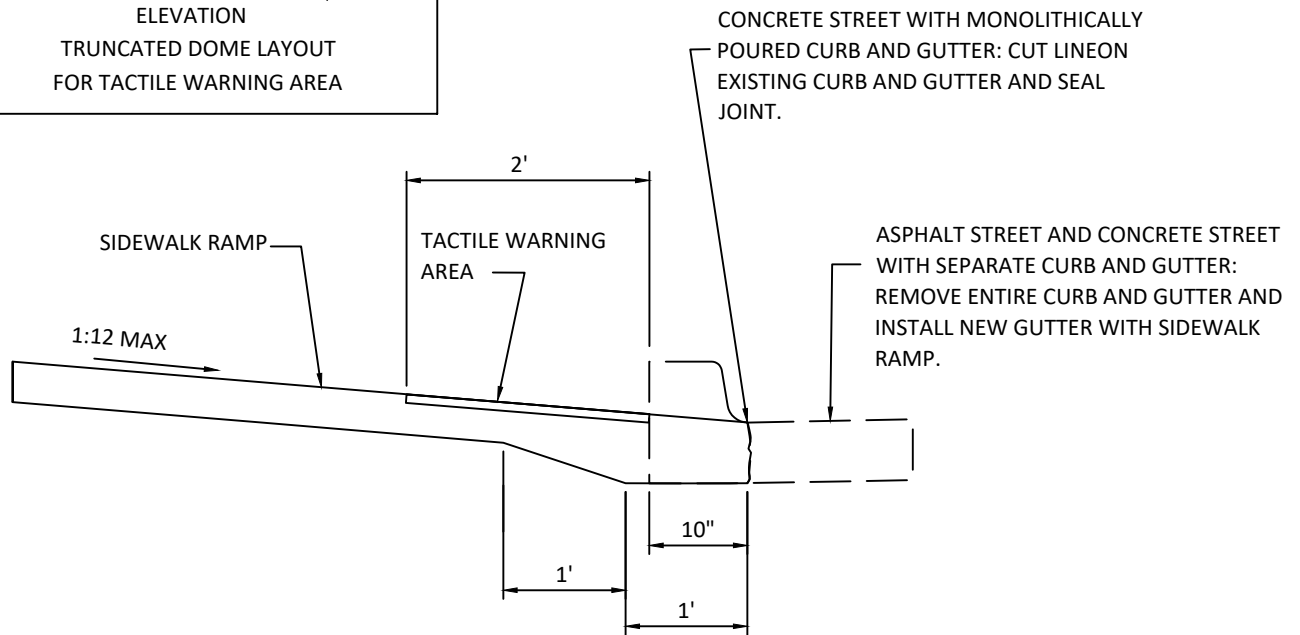 ELEVATION
TRUNCATED DOME LAYOUT
FOR TACTILE WARNING AREA
CONCRETE STREET WITH MONOLITHICALLY
POURED CURB AND GUTTER: CUT LINEON
EXISTING CURB AND GUTTER AND SEAL
JOINT.
2'
SIDEWALK RAMP
TACTILE WARNING
AREA
ASPHALT STREET AND CONCRETE STREET
WITH SEPARATE CURB AND GUTTER:
REMOVE ENTIRE CURB AND GUTTER AND
INSTALL NEW GUTTER WITH SIDEWALK
RAMP.
1:12 MAX
10"
1'
1'